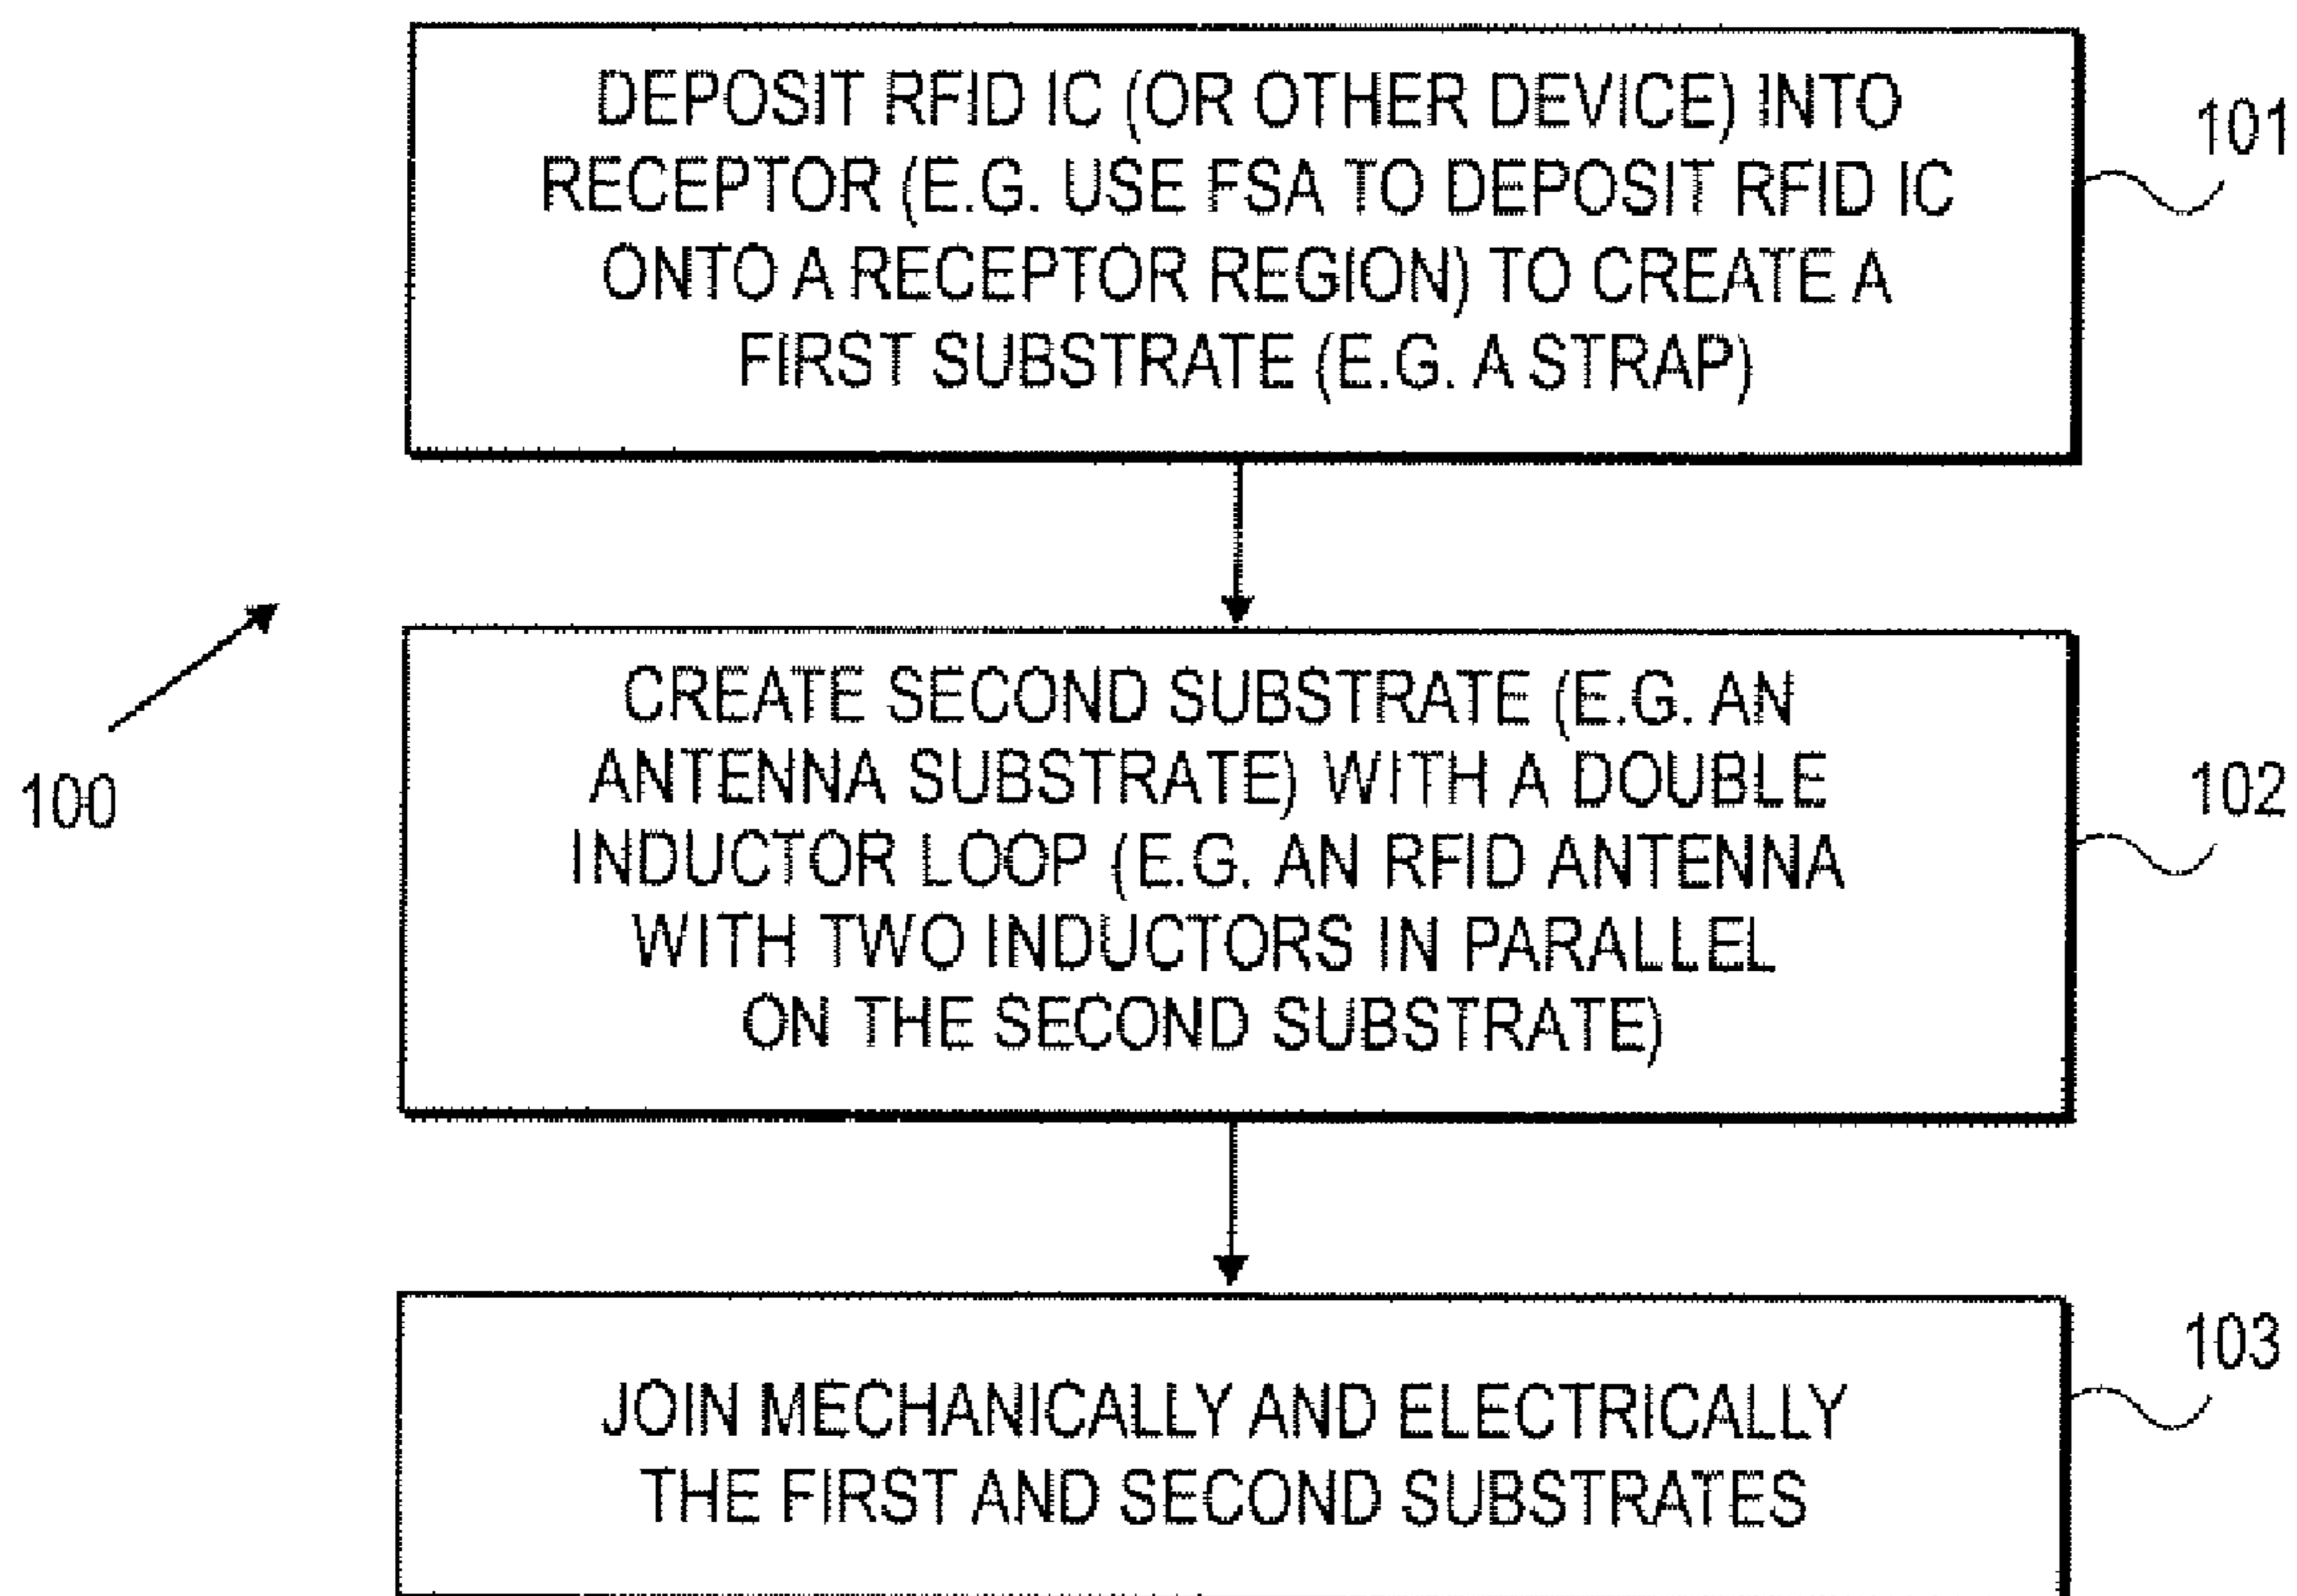 DEPOSIT RFID IC (OR OTHER DEVICE) INTO
RECEPTOR (E.G. USE FSA TO DEPOSIT RFID IC
ONTO A RECEPTOR REGION) TO CREATE A
FIRST SUBSTRATE (E.G. A STRAP)
101
100
CREATE SECOND SUBSTRATE (E.G. AN
ANTENNA SUBSTRATE) WITH A DOUBLE
INDUCTOR LOOP (E.G. AN RFID ANTENNA
WITH TWO INDUCTORS IN PARALLEL
ON THE SECOND SUBSTRATE)
102
JOIN MECHANICALLY AND ELECTRICALLY
THE FIRST AND SECOND SUBSTRATES
103